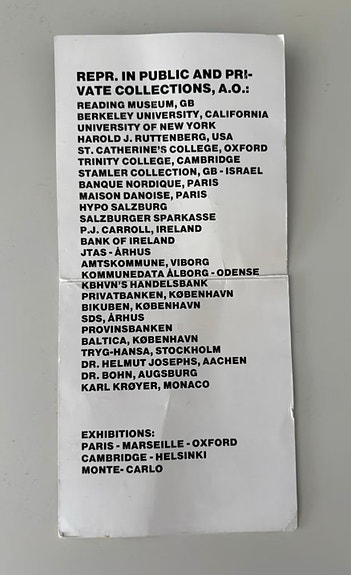 REPR. IN PUBLIC AND PRI-
VATE COLLECTIONS, A.O.:
READING MUSEUM, GB
BERKELEY UNIVERSITY, CALIFORNIA
UNIVERSITY OF NEW YORK
HAROLD J. RUTTENBERG, USA
ST. CATHERINE'S COLLEGE, OXFORD
TRINITY COLLEGE, CAMBRIDGE
STAMLER COLLECTION, GB - ISRAEL
BANQUE NORDIQUE, PARIS
MAISON DANOISE, PARIS
HYPO SALZBURG
SALZBURGER SPARKASSE
P.J. CARROLL, IRELAND
BANK OF IRELAND
JTAS - ÅRHUS
AMTSKOMMUNE, VIBORG
KOMMUNEDATA ÅLBORG - ODENSE
KBHVN'S HANDELSBANK
PRIVATBANKEN, KØBENHAVN
BIKUBEN, KØBENHAVN
SDS, ÅRHUS
PROVINSBANKEN
BALTICA, KØBENHAVN
TRYG-HANSA, STOCKHOLM
DR. HELMUT JOSEPHS, AACHEN
DR. BOHN, AUGSBURG
KARL KRØYER, MONACO
EXHIBITIONS:
PARIS - MARSEILLE - OXFORD
CAMBRIDGE - HELSINKI
MONTE- CARLO